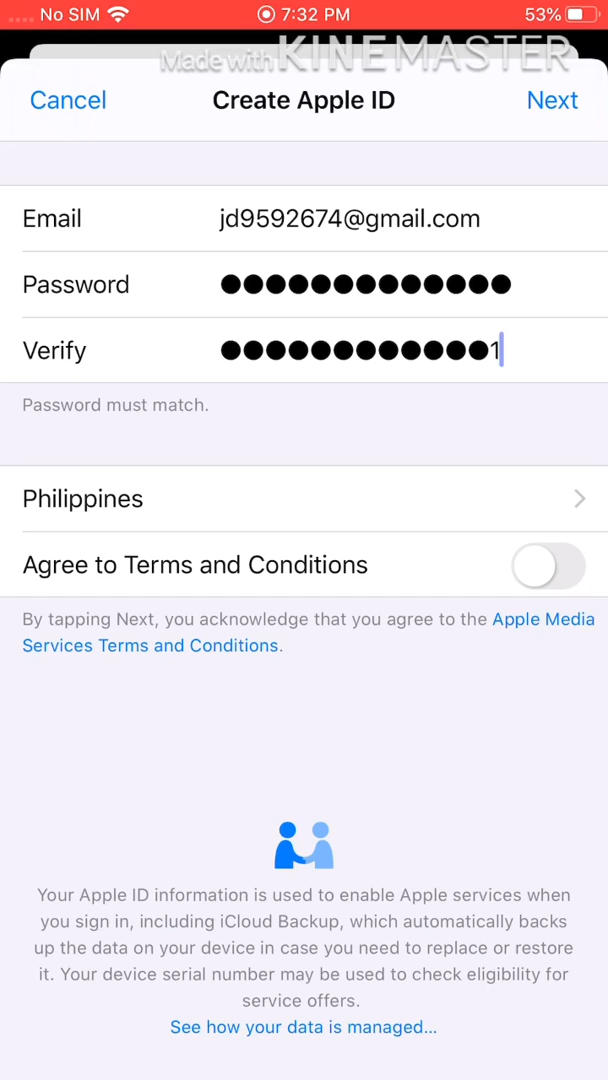 No SIM 7:32 PM 53%
Made with KINEMASTER
Cancel Create Apple ID Next
Email jd9592674@gmail.com
Password ●●●●●●●●●●●●●
Verify ●●●●●●●●●●●●1
Password must match.
Philippines
Agree to Terms and Conditions
By tapping Next, you acknowledge that you agree to the Apple Media
Services Terms and Conditions.
Your Apple ID information is used to enable Apple services when
you sign in, including iCloud Backup, which automatically backs
up the data on your device in case you need to replace or restore
it. Your device serial number may be used to check eligibility for
service offers.
See how your data is managed...